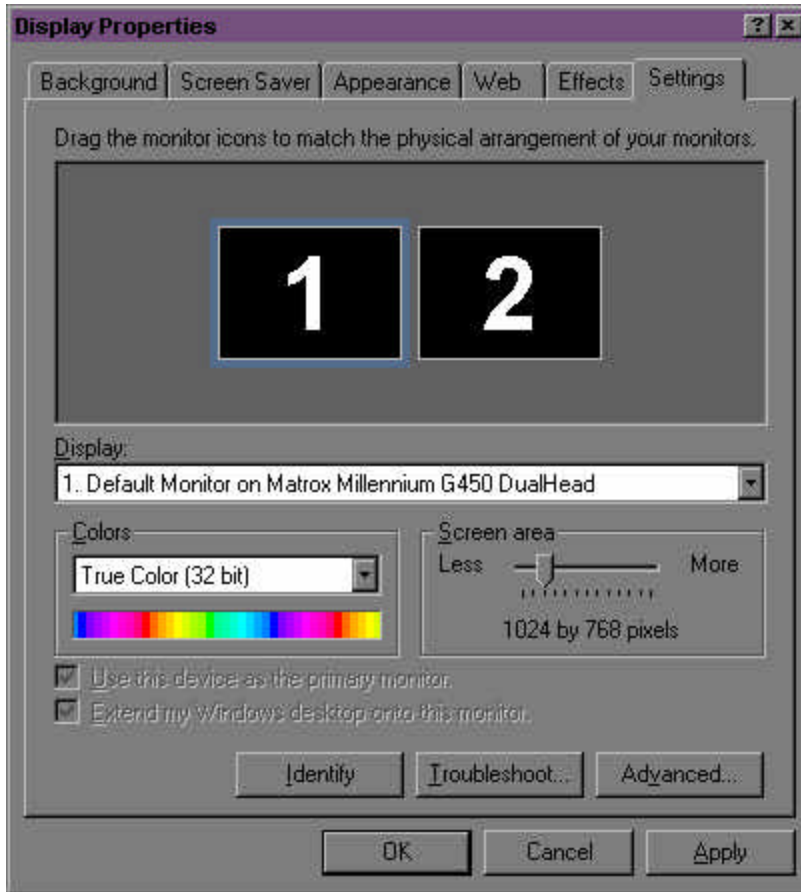 Display Properties
Background Screen Saver Appearance Web Effects Settings
Drag the monitor icons to match the physical arrangement of your monitors.
1 2
Display:
1. Default Monitor on Matrox Millennium G450 DualHead
Colors
True Color (32 bit)
Screen area
Less More
1024 by 768 pixels
Use this device as the primary monitor.
Extend my Windows desktop onto this monitor.
Identify Troubleshoot... Advanced...
OK Cancel Apply